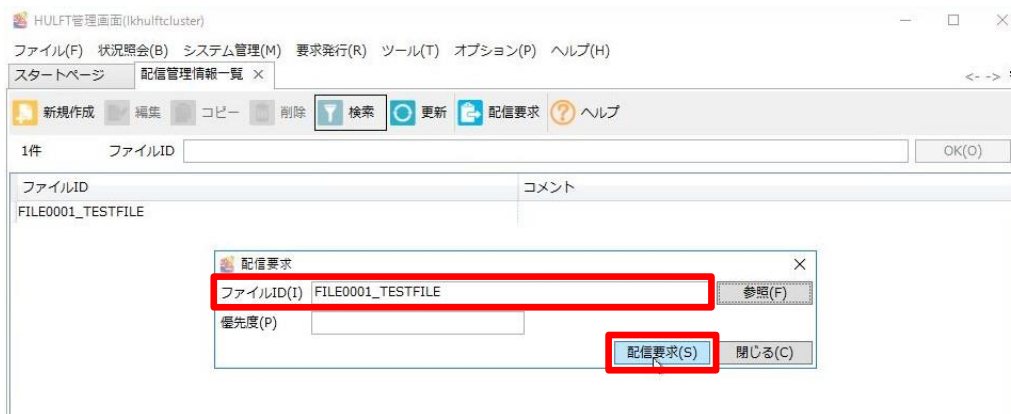 HULFT管理画面(lkhulftcluster)
ファイル(F) 状況照会(B) システム管理(M) 要求発行(R) ツール(T) オプション(P) ヘルプ(H)
スタートページ 配信管理情報一覧 × <- ->
新規作成 編集 コピー 削除 検索 更新 配信要求 ? ヘルプ
1件 ファイルID OK(O)
ファイルID コメント
FILE0001_TESTFILE
配信要求
ファイルID(I) FILE0001_TESTFILE 参照(F)
優先度(P)
配信要求(S) 閉じる(C)